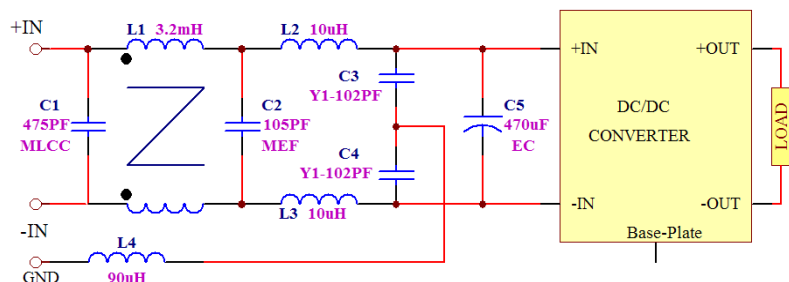 +IN
L1 3.2mH
L2 10uH
+IN
+OUT
C3
Y1-102PF
C1
475PF
MLCC
C2
105PF
MEF
C5
470uF
EC
DC/DC
CONVERTER
LOAD
C4
Y1-102PF
-IN
L3 10uH
-IN
-OUT
L4
90uH
GND
Base-Plate